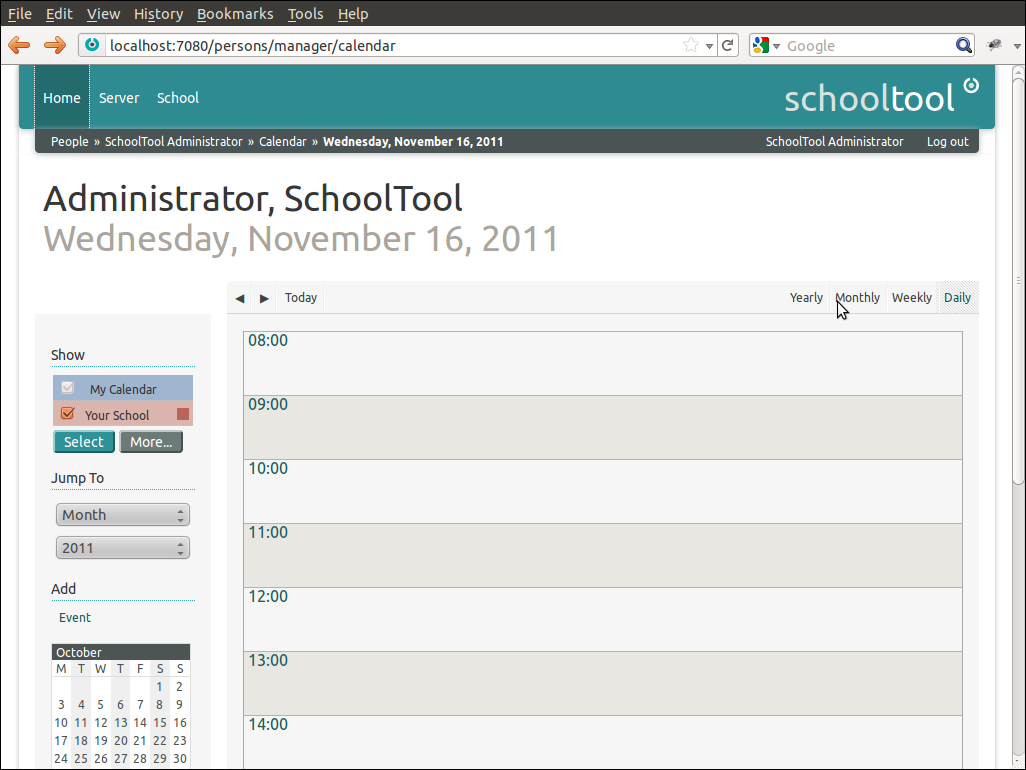 File Edit View History Bookmarks Tools Help
localhost:7080/persons/manager/calendar
Google
Home Server School
schooltool
People » SchoolTool Administrator » Calendar » Wednesday, November 16, 2011
SchoolTool Administrator Log out
Administrator, SchoolTool
Wednesday, November 16, 2011
◀ ▶ Today
Yearly Monthly Weekly Daily
Show
My Calendar
Your School
Select More...
Jump To
Month
2011
Add
Event
October
M T W T F S S
1 2
3 4 5 6 7 8 9
10 11 12 13 14 15 16
17 18 19 20 21 22 23
24 25 26 27 28 29 30
08:00
09:00
10:00
11:00
12:00
13:00
14:00